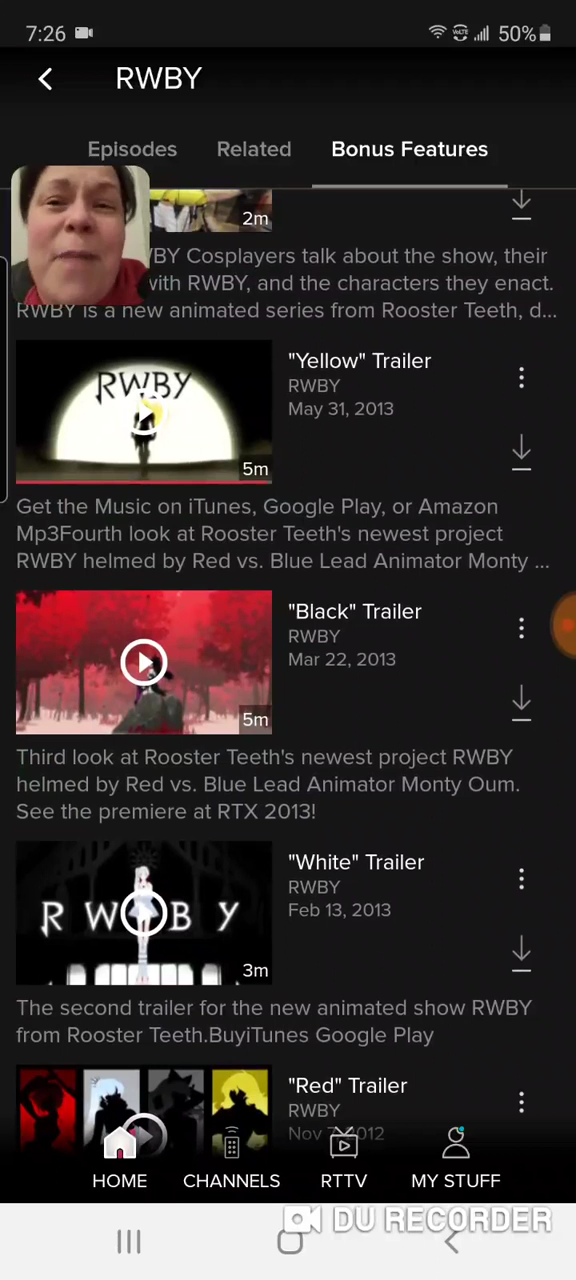 7:26
VoLTE
50%
RWBY
Episodes
Related
Bonus Features
2m
BY Cosplayers talk about the show, their
with RWBY, and the characters they enact.
RWBY is a new animated series from Rooster Teeth, d...
RWBY
5m
"Yellow" Trailer
RWBY
May 31, 2013
Get the Music on iTunes, Google Play, or Amazon
Mp3Fourth look at Rooster Teeth's newest project
RWBY helmed by Red vs. Blue Lead Animator Monty ...
5m
"Black" Trailer
RWBY
Mar 22, 2013
Third look at Rooster Teeth's newest project RWBY
helmed by Red vs. Blue Lead Animator Monty Oum.
See the premiere at RTX 2013!
R W B Y
3m
"White" Trailer
RWBY
Feb 13, 2013
The second trailer for the new animated show RWBY
from Rooster Teeth.BuyiTunes Google Play
"Red" Trailer
RWBY
Nov 7, 2012
HOME
CHANNELS
RTTV
MY STUFF
DU RECORDER